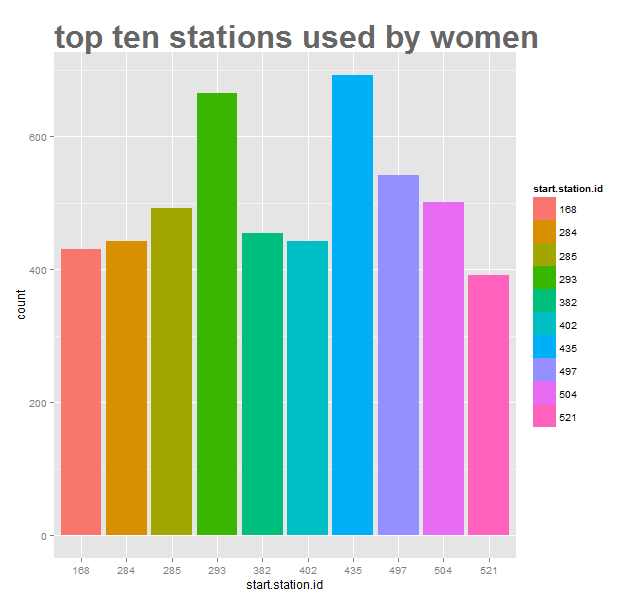 top ten stations used by women
600
400
200
0
count
168 284 285 293 382 402 435 497 504 521
start.station.id
start.station.id
168
284
285
293
382
402
435
497
504
521